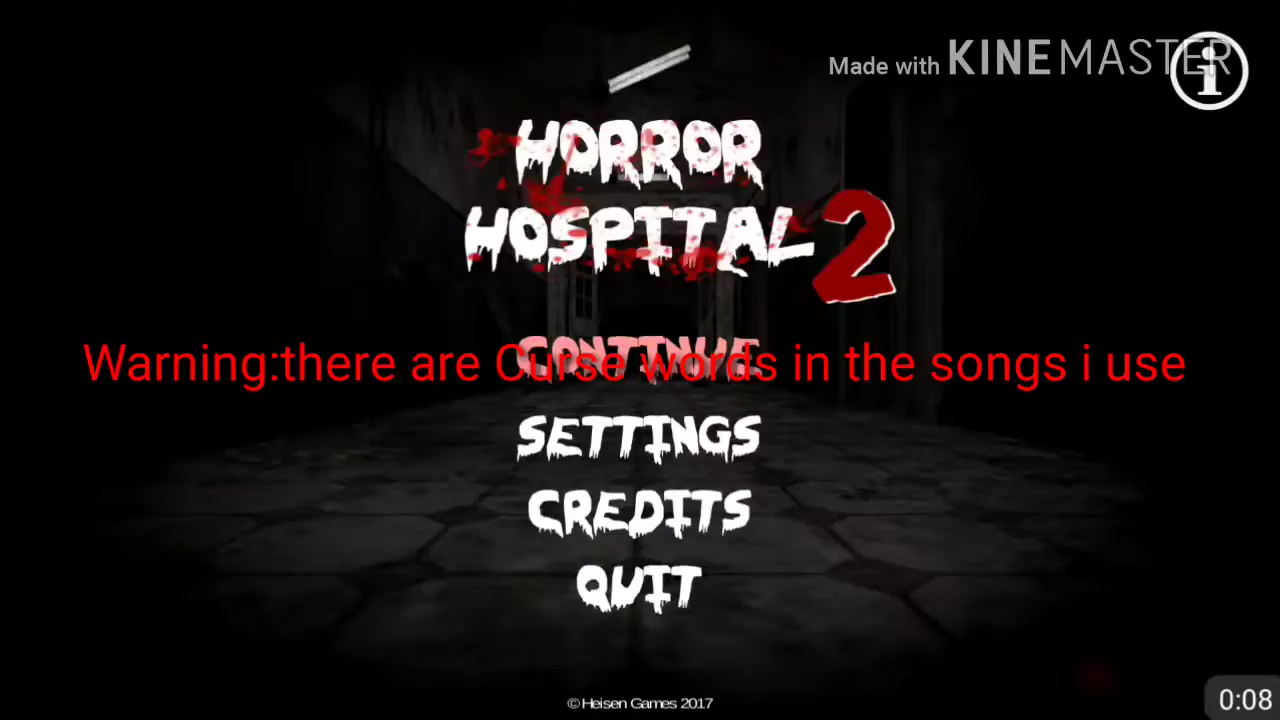 Made with KINEMASTER
HORROR
HOSPITAL 2
CONTINUE
Warning:there are Curse words in the songs i use
SETTINGS
CREDITS
QUIT
© Heisen Games 2017
0:08